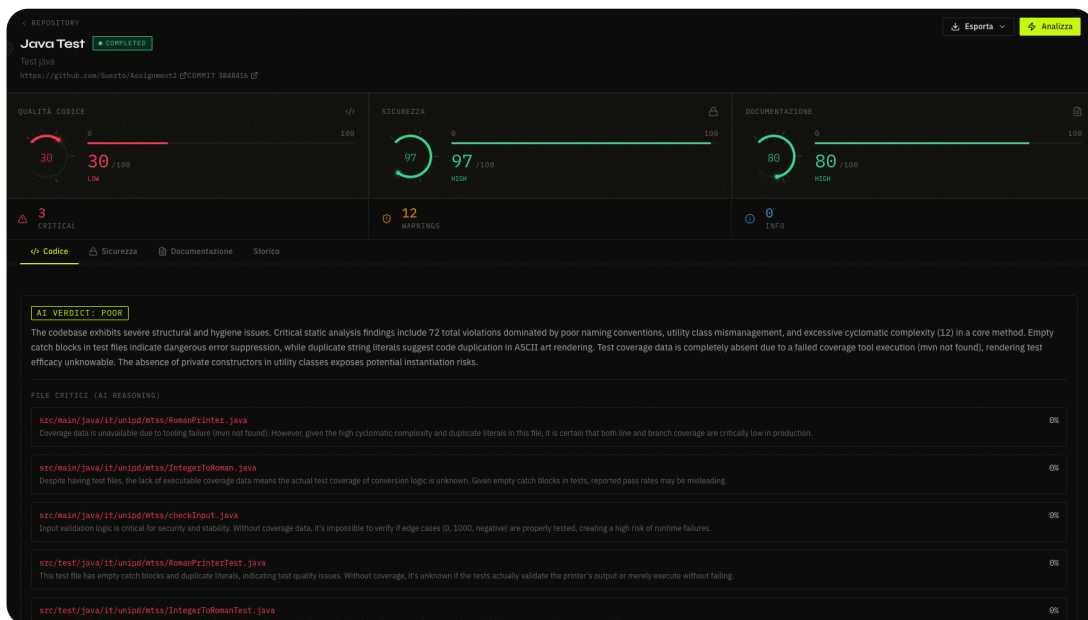 < REPOSITORY
Esporta
Analizza
Java Test
COMPLETED
Test java
https://github.com/Suerto/Assignment2 COMMIT 3848416
QUALITÀ CODICE
</>
0
100
30
30 /100
LOW
SICUREZZA
0
100
97
97 /100
HIGH
DOCUMENTAZIONE
0
100
80
80 /100
HIGH
3
CRITICAL
12
WARNINGS
0
INFO
</> Codice
Sicurezza
Documentazione
Storico
AI VERDICT: POOR
The codebase exhibits severe structural and hygiene issues. Critical static analysis findings include 72 total violations dominated by poor naming conventions, utility class mismanagement, and excessive cyclomatic complexity (12) in a core method. Empty
catch blocks in test files indicate dangerous error suppression, while duplicate string literals suggest code duplication in ASCII art rendering. Test coverage data is completely absent due to a failed coverage tool execution (mvn not found), rendering test
efficacy unknowable. The absence of private constructors in utility classes exposes potential instantiation risks.
FILE CRITICI (AI REASONING)
src/main/java/it/unipd/mtss/RomanPrinter.java
0%
Coverage data is unavailable due to tooling failure (mvn not found). However, given the high cyclomatic complexity and duplicate literals in this file, it is certain that both line and branch coverage are critically low in production.
src/main/java/it/unipd/mtss/IntegerToRoman.java
0%
Despite having test files, the lack of executable coverage data means the actual test coverage of conversion logic is unknown. Given empty catch blocks in tests, reported pass rates may be misleading.
src/main/java/it/unipd/mtss/checkInput.java
0%
Input validation logic is critical for security and stability. Without coverage data, it's impossible to verify if edge cases (0, 1000, negative) are properly tested, creating a high risk of runtime failures.
src/test/java/it/unipd/mtss/RomanPrinterTest.java
0%
This test file has empty catch blocks and duplicate literals, indicating test quality issues. Without coverage, it's unknown if the tests actually validate the printer's output or merely execute without failing.
src/test/java/it/unipd/mtss/IntegerToRomanTest.java
0%